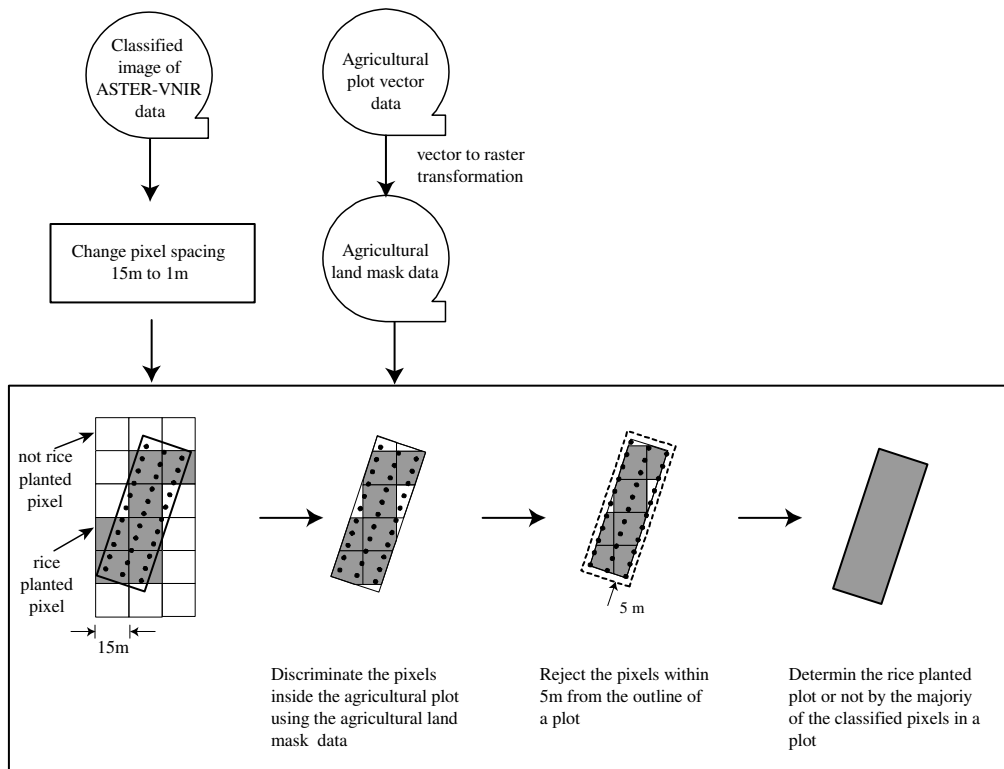 Classified
image of
ASTER-VNIR
data
Agricultural
plot vector
data
vector to raster
transformation
Change pixel spacing
15m to 1m
Agricultural
land mask data
not rice
planted
pixel
rice
planted
pixel
15m
5 m
Discriminate the pixels
inside the agricultural plot
using the agricultural land
mask data
Reject the pixels within
5m from the outline of
a plot
Determin the rice planted
plot or not by the majoriy
of the classified pixels in a
plot